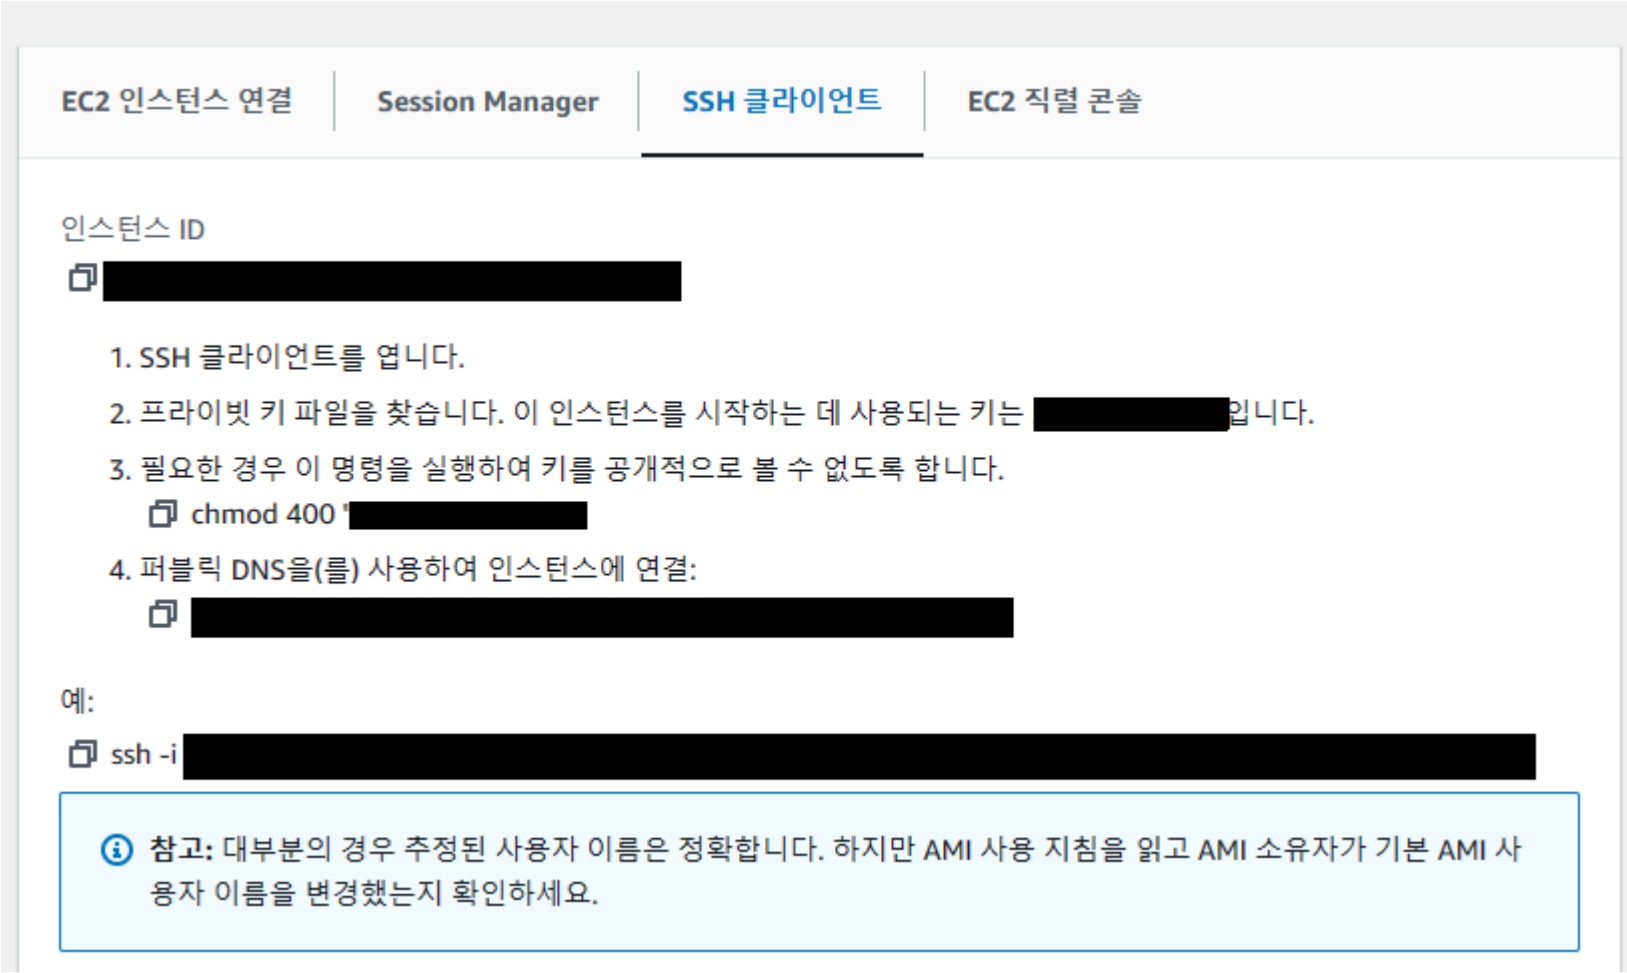 EC2 인스턴스 연결
Session Manager
SSH 클라이언트
EC2 직렬 콘솔
인스턴스 ID
1. SSH 클라이언트를 엽니다.
2. 프라이빗 키 파일을 찾습니다. 이 인스턴스를 시작하는 데 사용되는 키는 입니다.
3. 필요한 경우 이 명령을 실행하여 키를 공개적으로 볼 수 없도록 합니다.
chmod 400 "
4. 퍼블릭 DNS을(를) 사용하여 인스턴스에 연결:
예:
ssh -i
참고: 대부분의 경우 추정된 사용자 이름은 정확합니다. 하지만 AMI 사용 지침을 읽고 AMI 소유자가 기본 AMI 사
용자 이름을 변경했는지 확인하세요.